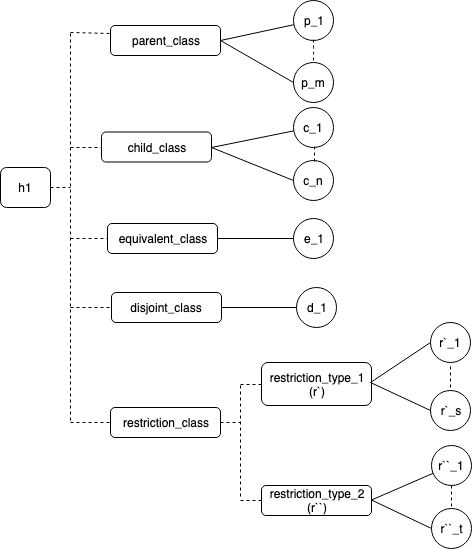 p_1
parent_class
p_m
c_1
child_class
c_n
h1
equivalent_class
e_1
disjoint_class
d_1
r`_1
restriction_type_1
(r`)
r`_s
restriction_class
r``_1
restriction_type_2
(r``)
r``_t